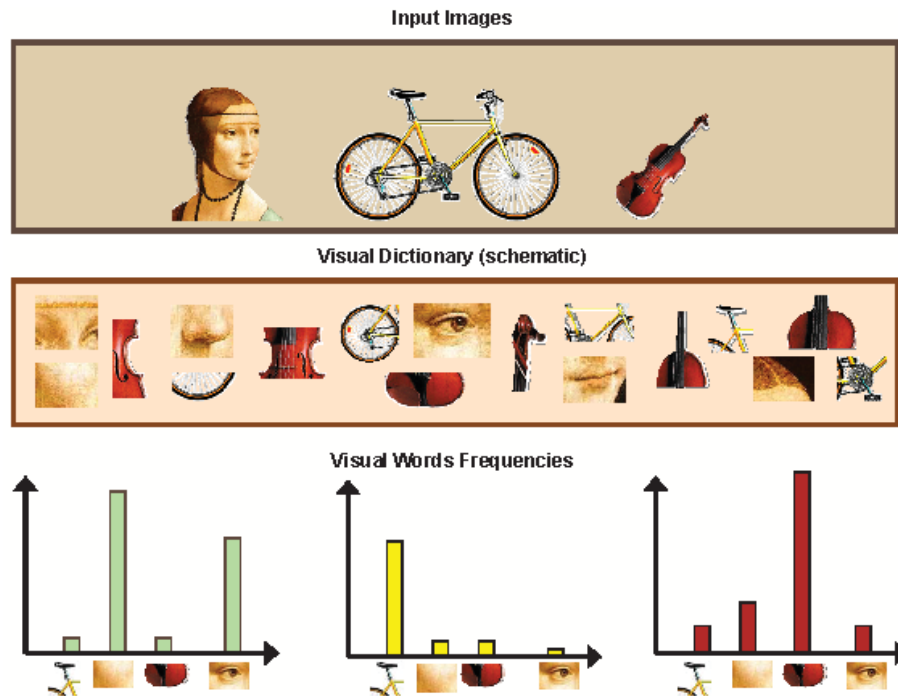 Input Images
Visual Dictionary (schematic)
Visual Words Frequencies